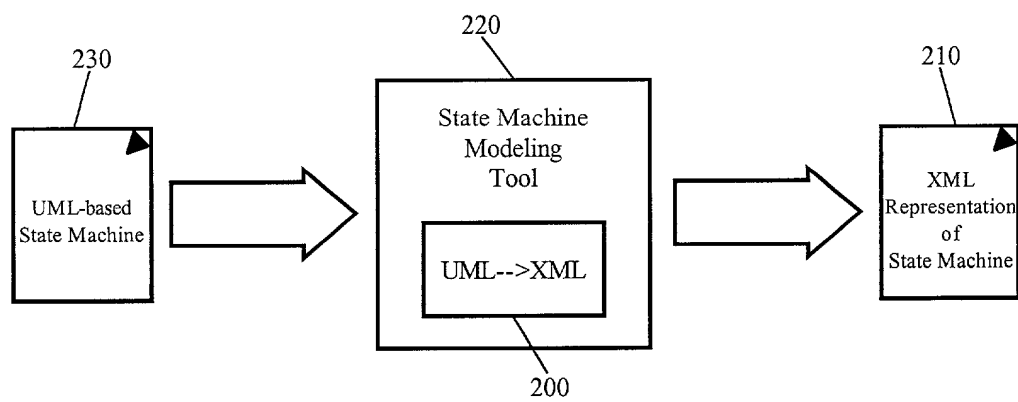 230
220
210
UML-based
State Machine
State Machine
Modeling
Tool
UML-->XML
XML
Representation
of
State Machine
200